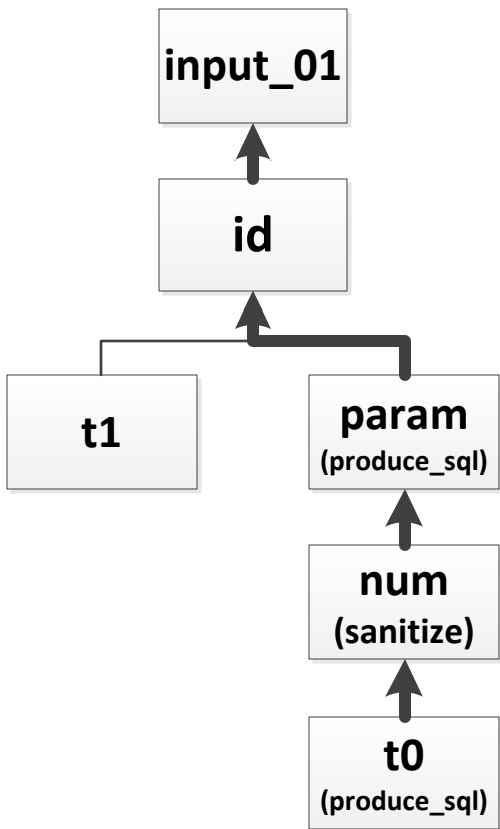 input_01
id
t1
param
(produce_sql)
num
(sanitize)
t0
(produce_sql)